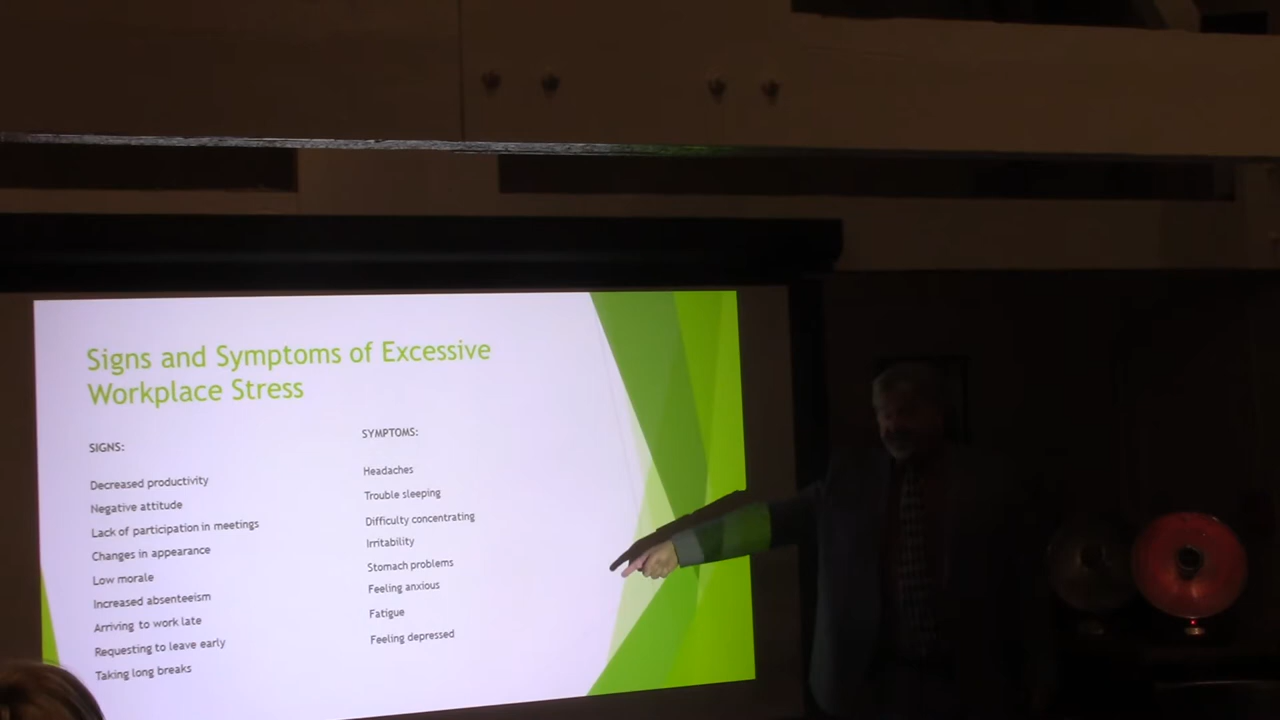 Signs and Symptoms of Excessive
Workplace Stress
SIGNS:
Decreased productivity
Negative attitude
Lack of participation in meetings
Changes in appearance
Low morale
Increased absenteeism
Arriving to work late
Requesting to leave early
Taking long breaks
SYMPTOMS:
Headaches
Trouble sleeping
Difficulty concentrating
Irritability
Stomach problems
Feeling anxious
Fatigue
Feeling depressed